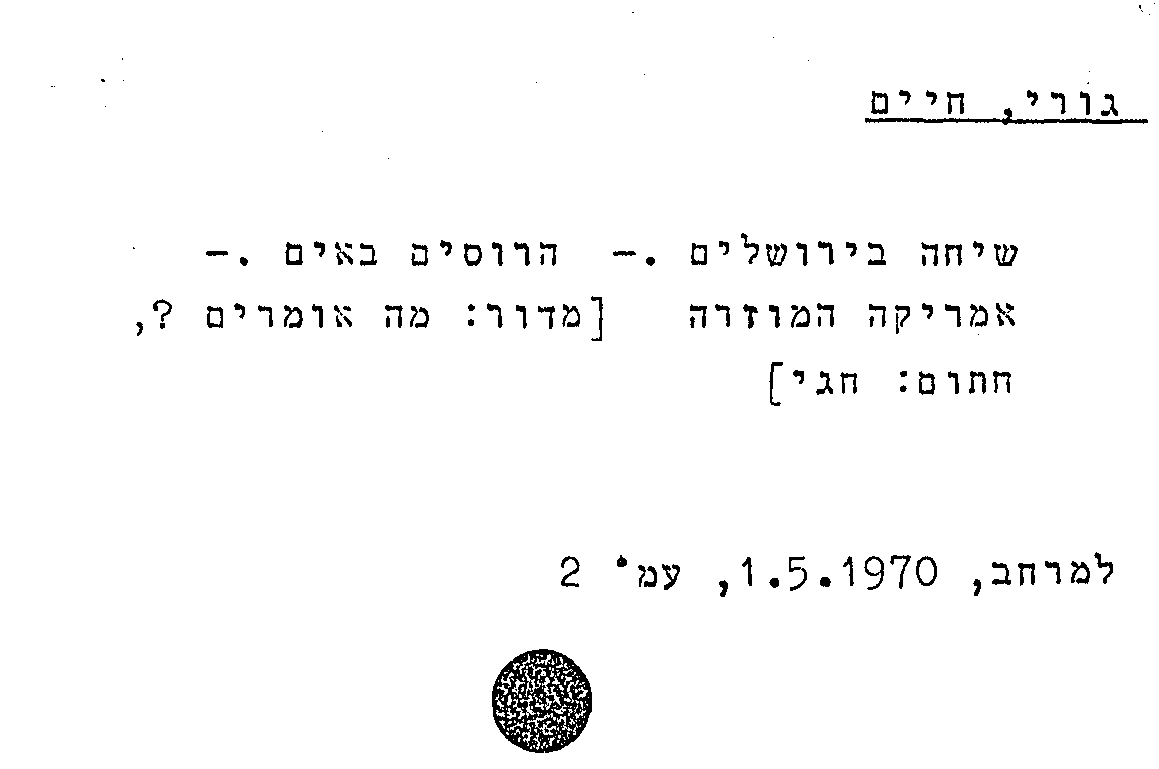 גורי, חיים
שיחה בירושלים .- הרוסים באים .-
אמריקה המוזרה [מדור: מה אומרים ?,
חתום: חגי]
למרחב, 1.5.1970, עמ' 2